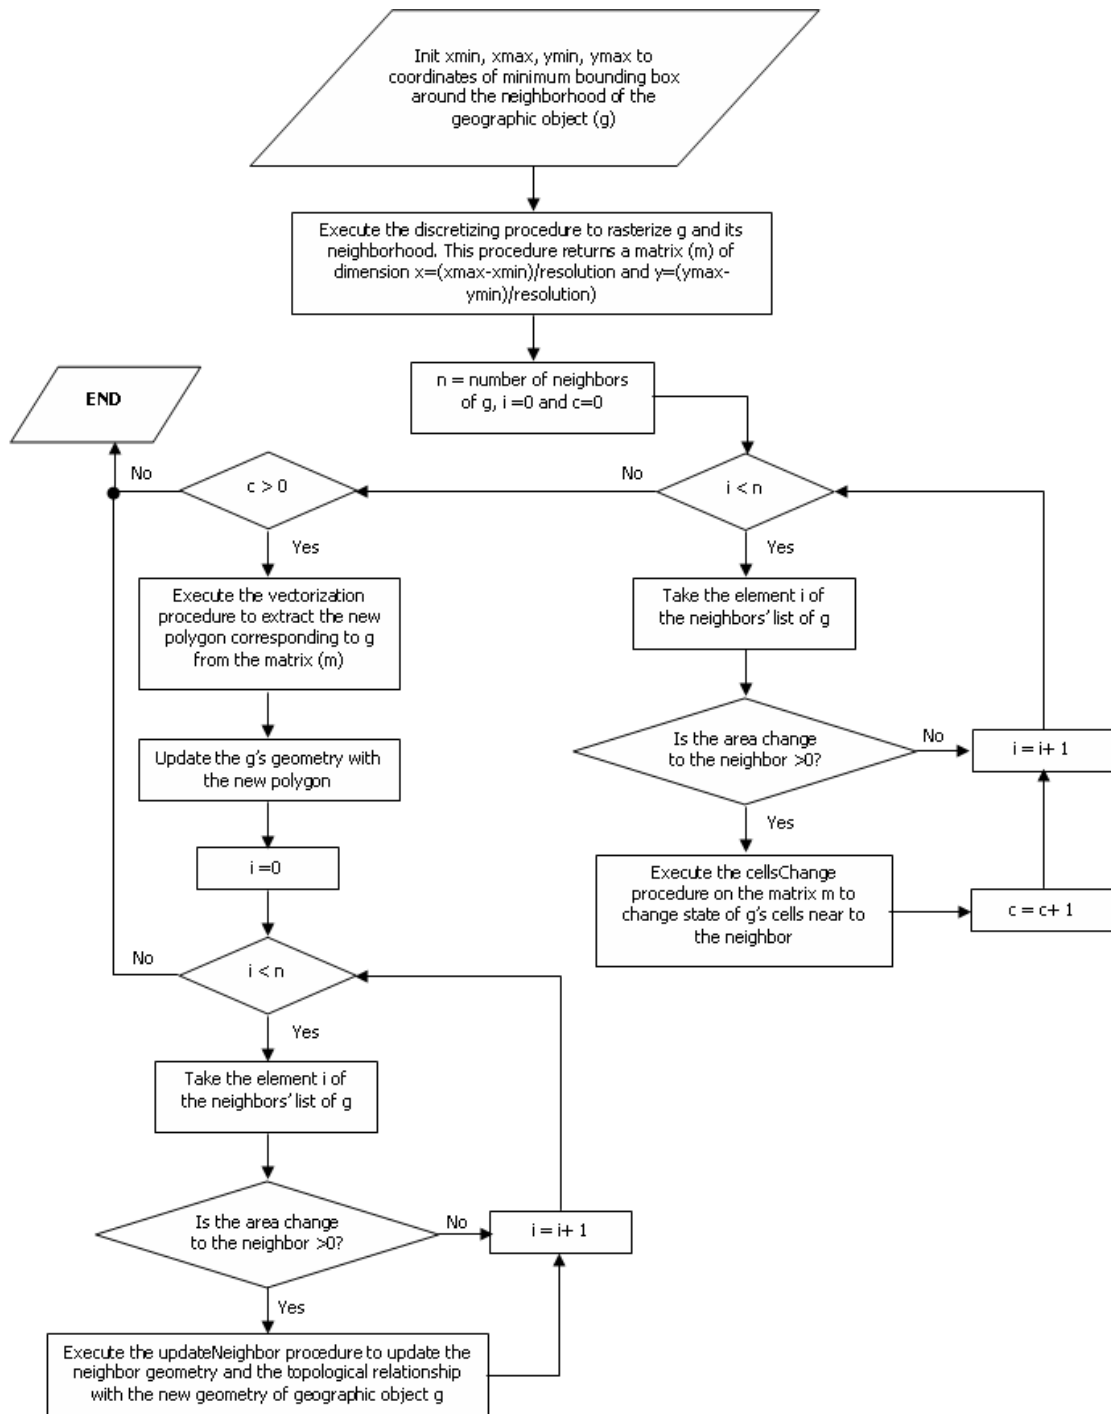 Init xmin, xmax, ymin, ymax to
coordinates of minimum bounding box
around the neighborhood of the
geographic object (g)
Execute the discretizing procedure to rasterize g and its
neighborhood. This procedure returns a matrix (m) of
dimension x=(xmax-xmin)/resolution and y=(ymax-
ymin)/resolution)
n = number of neighbors
of g, i =0 and c=0
END
No
c > 0
No
i < n
Yes
Yes
Execute the vectorization
procedure to extract the new
polygon corresponding to g
from the matrix (m)
Take the element i of
the neighbors' list of g
Update the g's geometry with
the new polygon
Is the area change
to the neighbor >0?
No
i = i+ 1
Yes
i =0
Execute the cellsChange
procedure on the matrix m to
change state of g's cells near to
the neighbor
c = c+ 1
No
i < n
Yes
Take the element i of
the neighbors' list of g
Is the area change
to the neighbor >0?
No
i = i+ 1
Yes
Execute the updateNeighbor procedure to update the
neighbor geometry and the topological relationship
with the new geometry of geographic object g